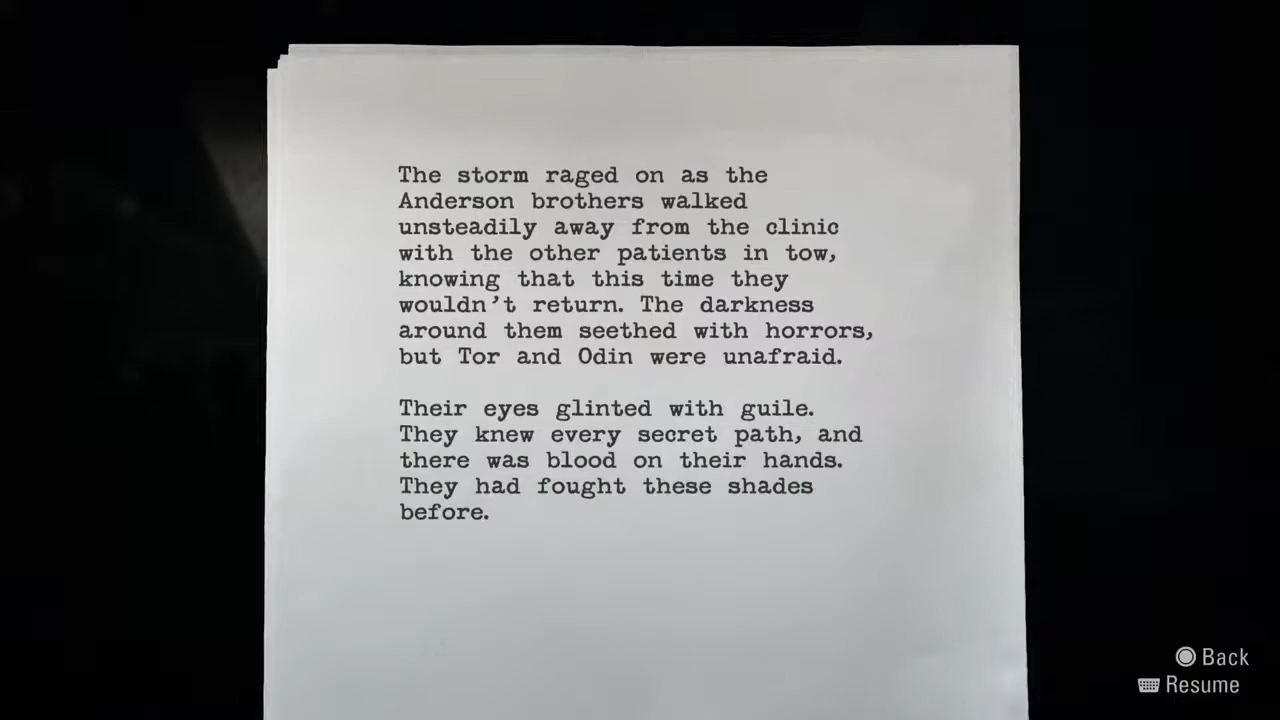 The storm raged on as the
Anderson brothers walked
unsteadily away from the clinic
with the other patients in tow,
knowing that this time they
wouldn't return. The darkness
around them seethed with horrors,
but Tor and Odin were unafraid.
Their eyes glinted with guile.
They knew every secret path, and
there was blood on their hands.
They had fought these shades
before.
Back
Resume